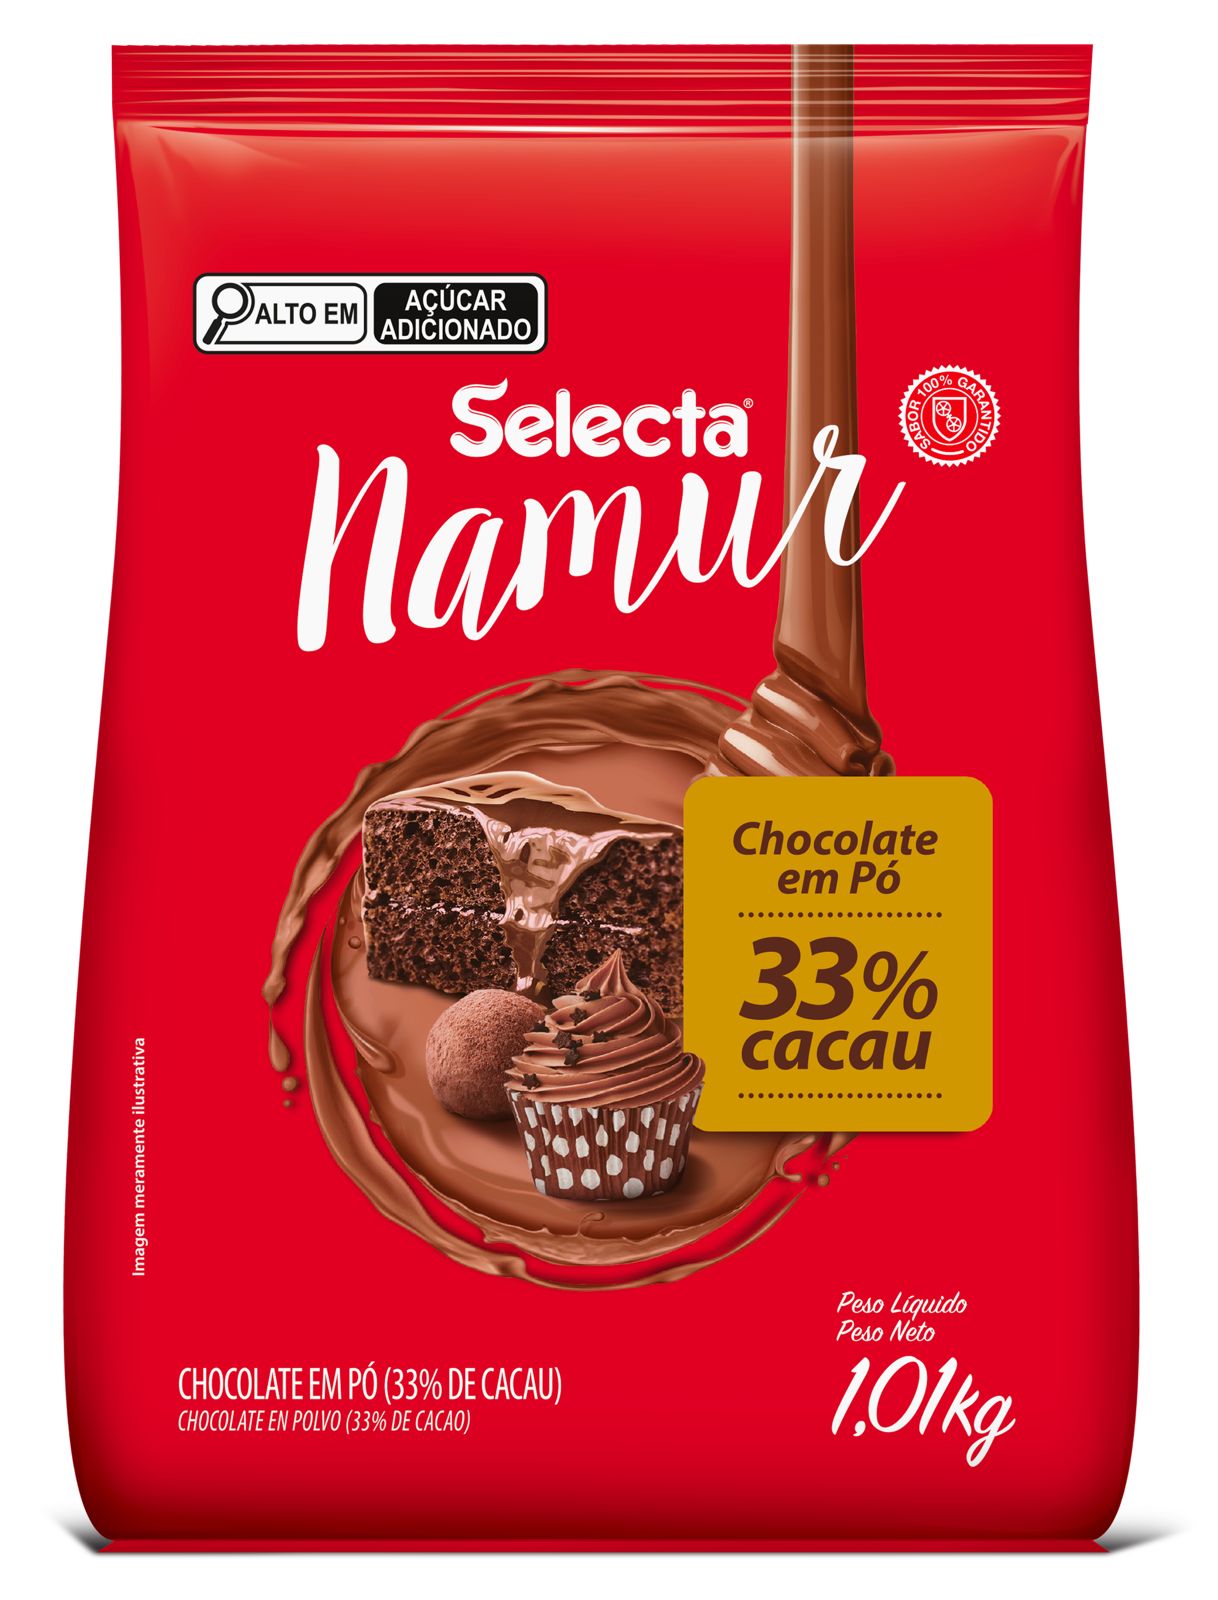 ALTO EM
AÇÚCAR
ADICIONADO
Selecta®
Namur
SABOR 100% GARANTIDO
Chocolate
em Pó
33%
cacau
Imagem meramente ilustrativa
Peso Líquido
Peso Neto
1,01kg
CHOCOLATE EM PÓ (33% DE CACAU)
CHOCOLATE EN POLVO (33% DE CACAO)